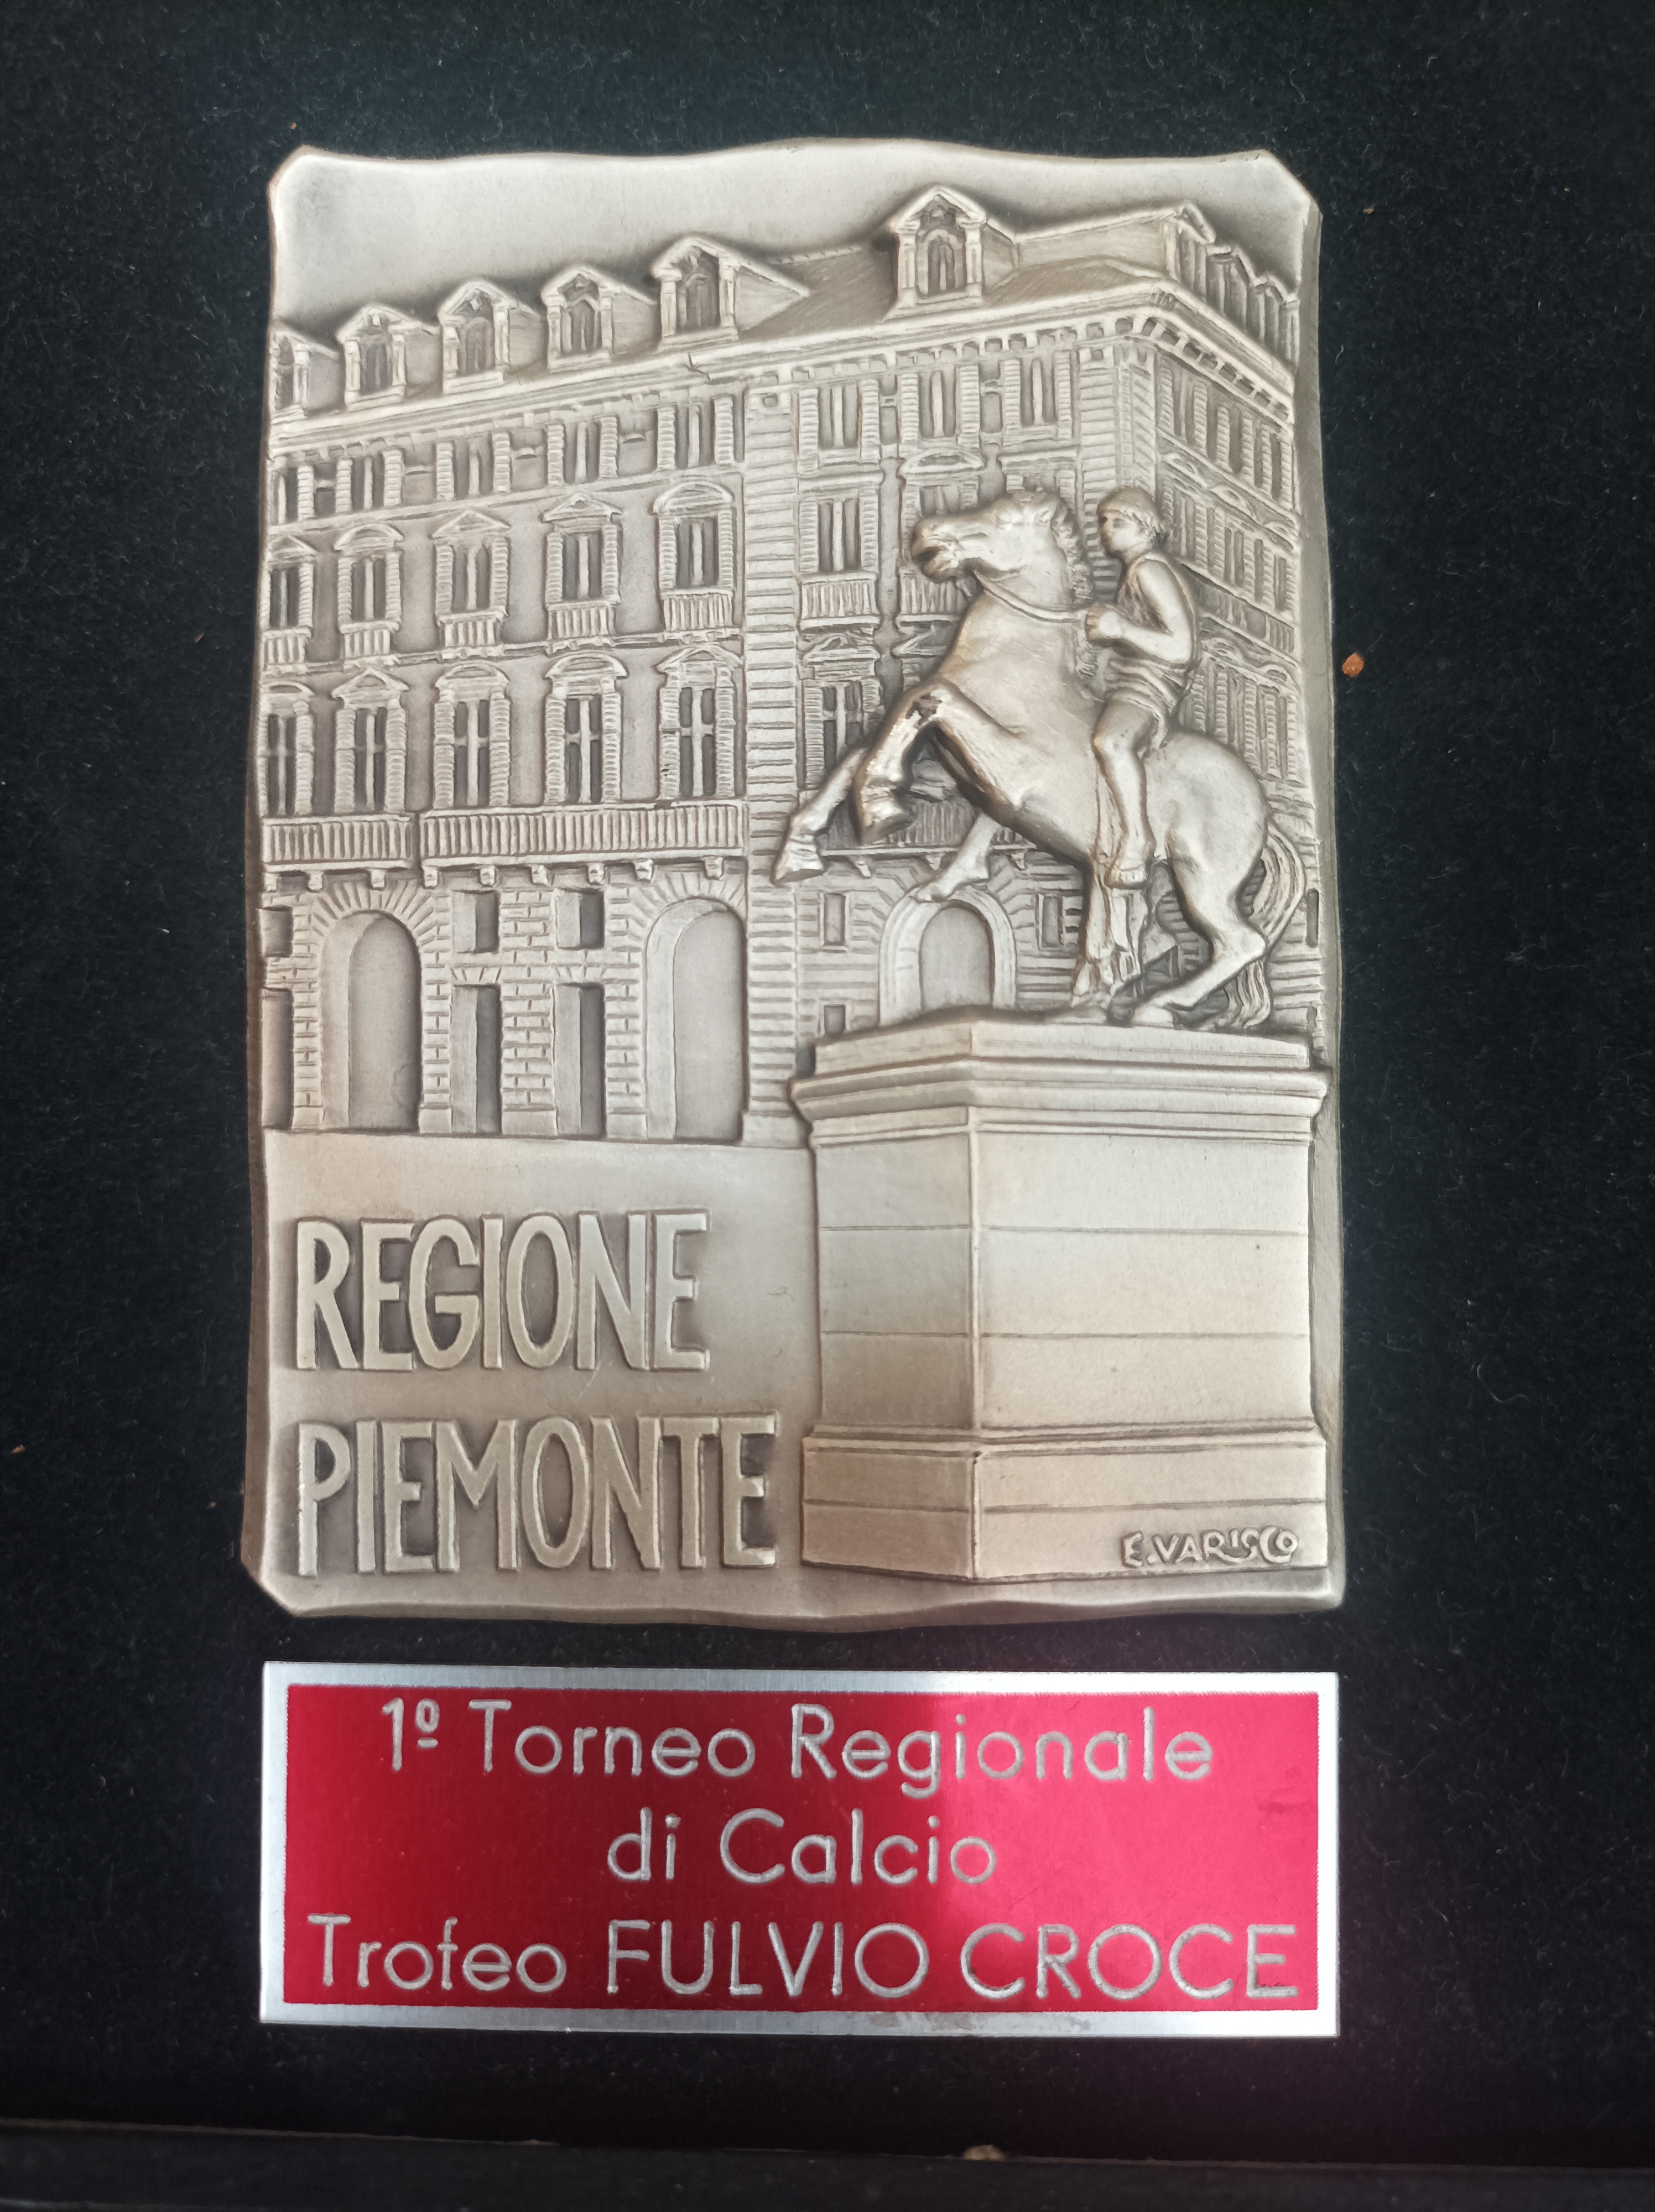 REGIONE
PIEMONTE
E.VARISCO
1º Torneo Regionale
di Calcio
Trofeo FULVIO CROCE